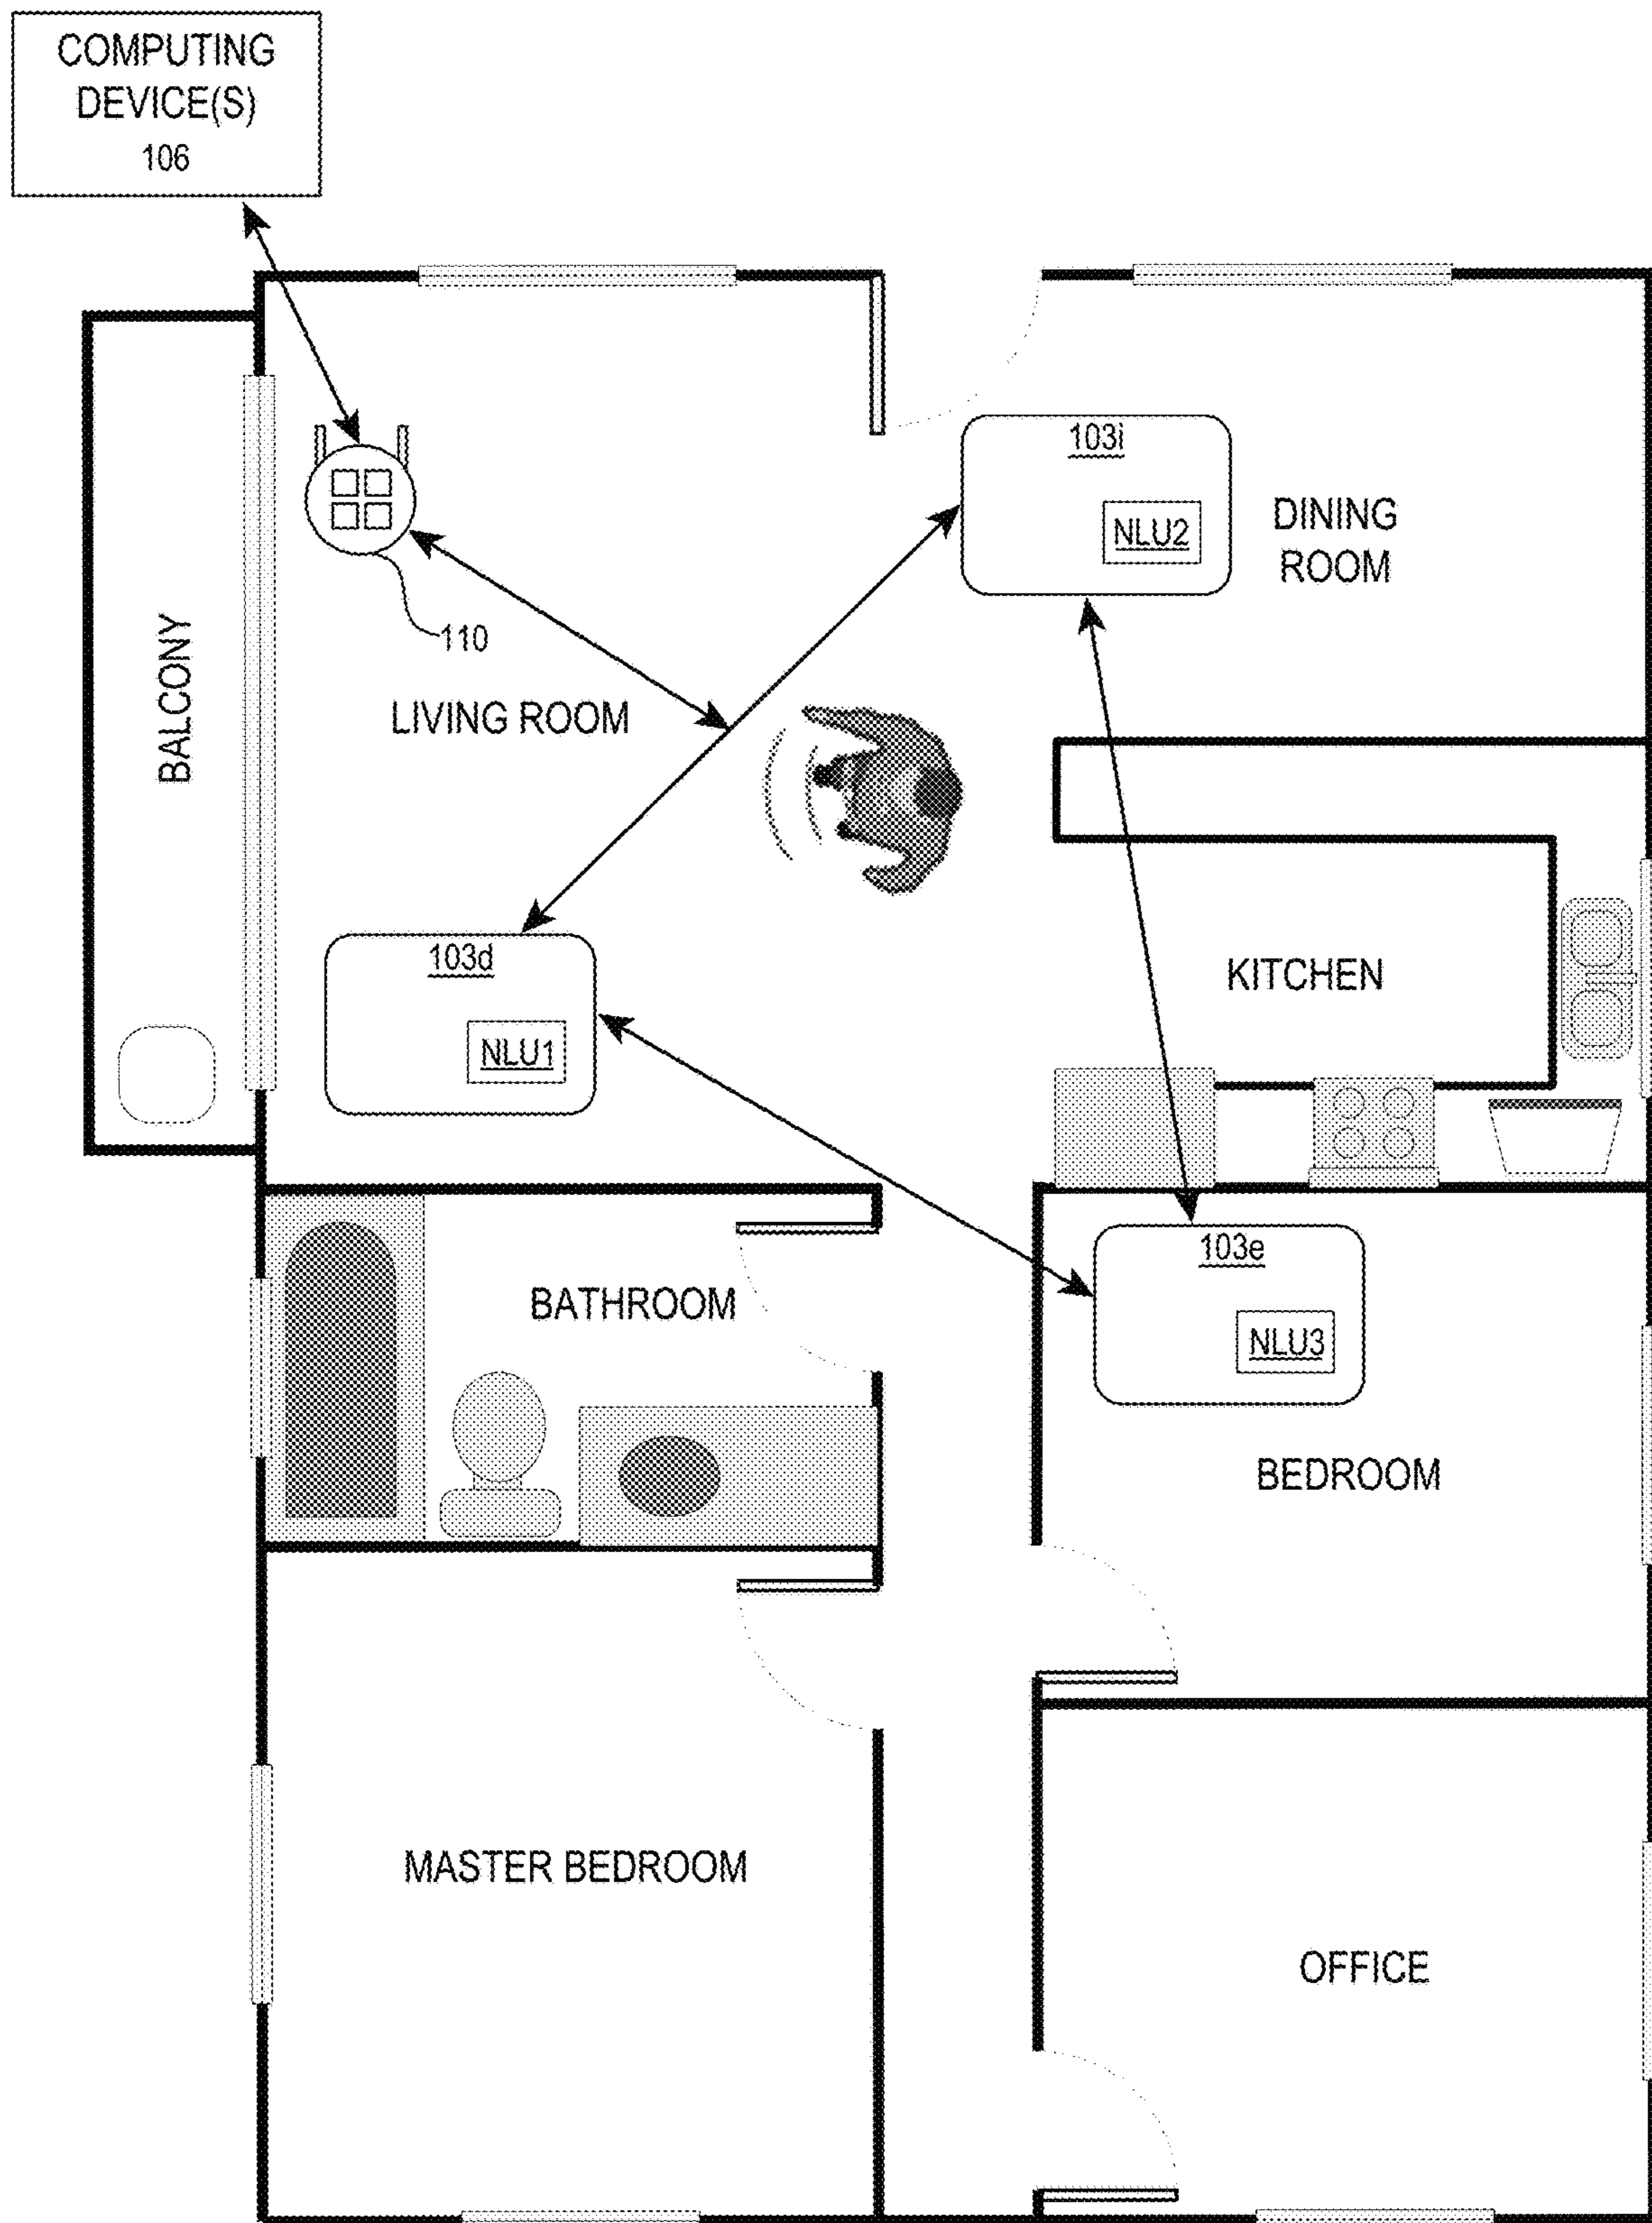 COMPUTING
DEVICE(S)
106
103i
NLU2
DINING
ROOM
110
LIVING ROOM
BALCONY
103d
NLU1
KITCHEN
103e
NLU3
BATHROOM
BEDROOM
MASTER BEDROOM
OFFICE